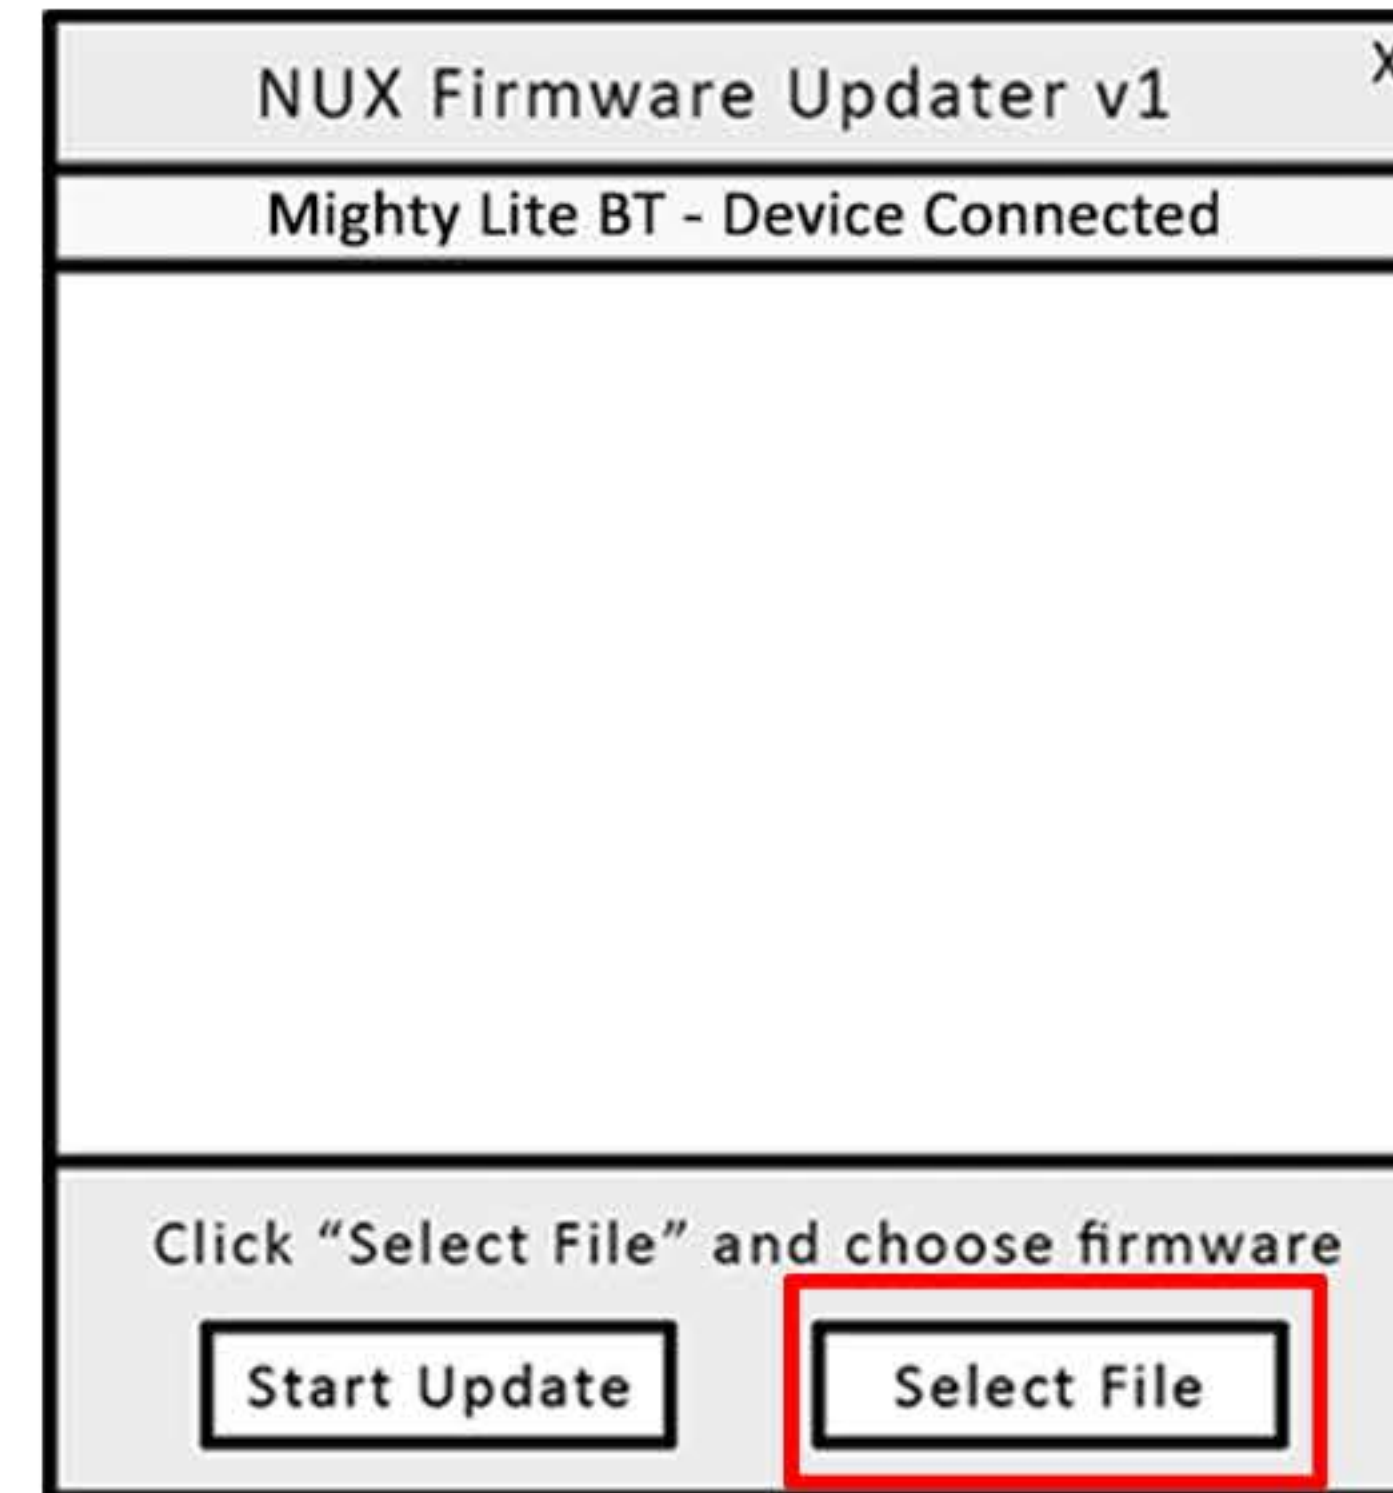 NUX Firmware Updater v1
X
Mighty Lite BT - Device Connected
Click “Select File” and choose firmware
Start Update
Select File